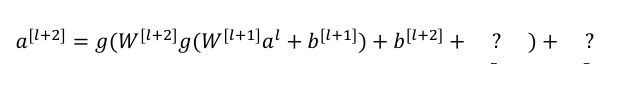 a^[l+2] = g(W^[l+2]g(W^[l+1]a^l + b^[l+1]) + b^[l+2] + ? ) + ?